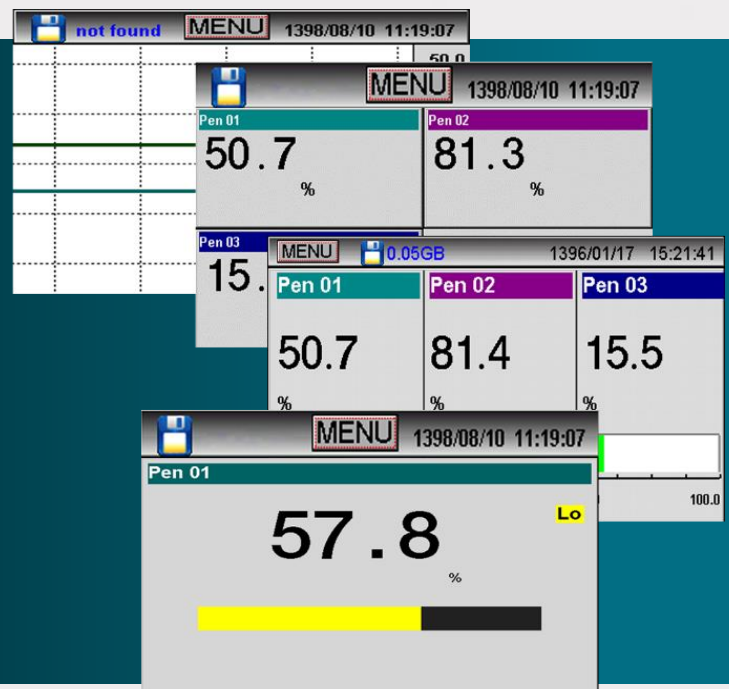 not found MENU 1398/08/10 11:19:07
50.0
MENU 1398/08/10 11:19:07
Pen 01 Pen 02
50.7 81.3
% %
Pen 03
15.
MENU 0.05GB 1396/01/17 15:21:41
Pen 01 Pen 02 Pen 03
50.7 81.4 15.5
% % %
100.0
MENU 1398/08/10 11:19:07
Pen 01
Lo
57.8
%